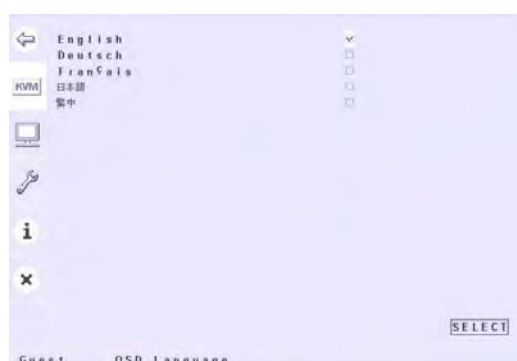 English
Deutsch
Français
KVM
日本語
繁中
i
SELECT
Guest OSD Language